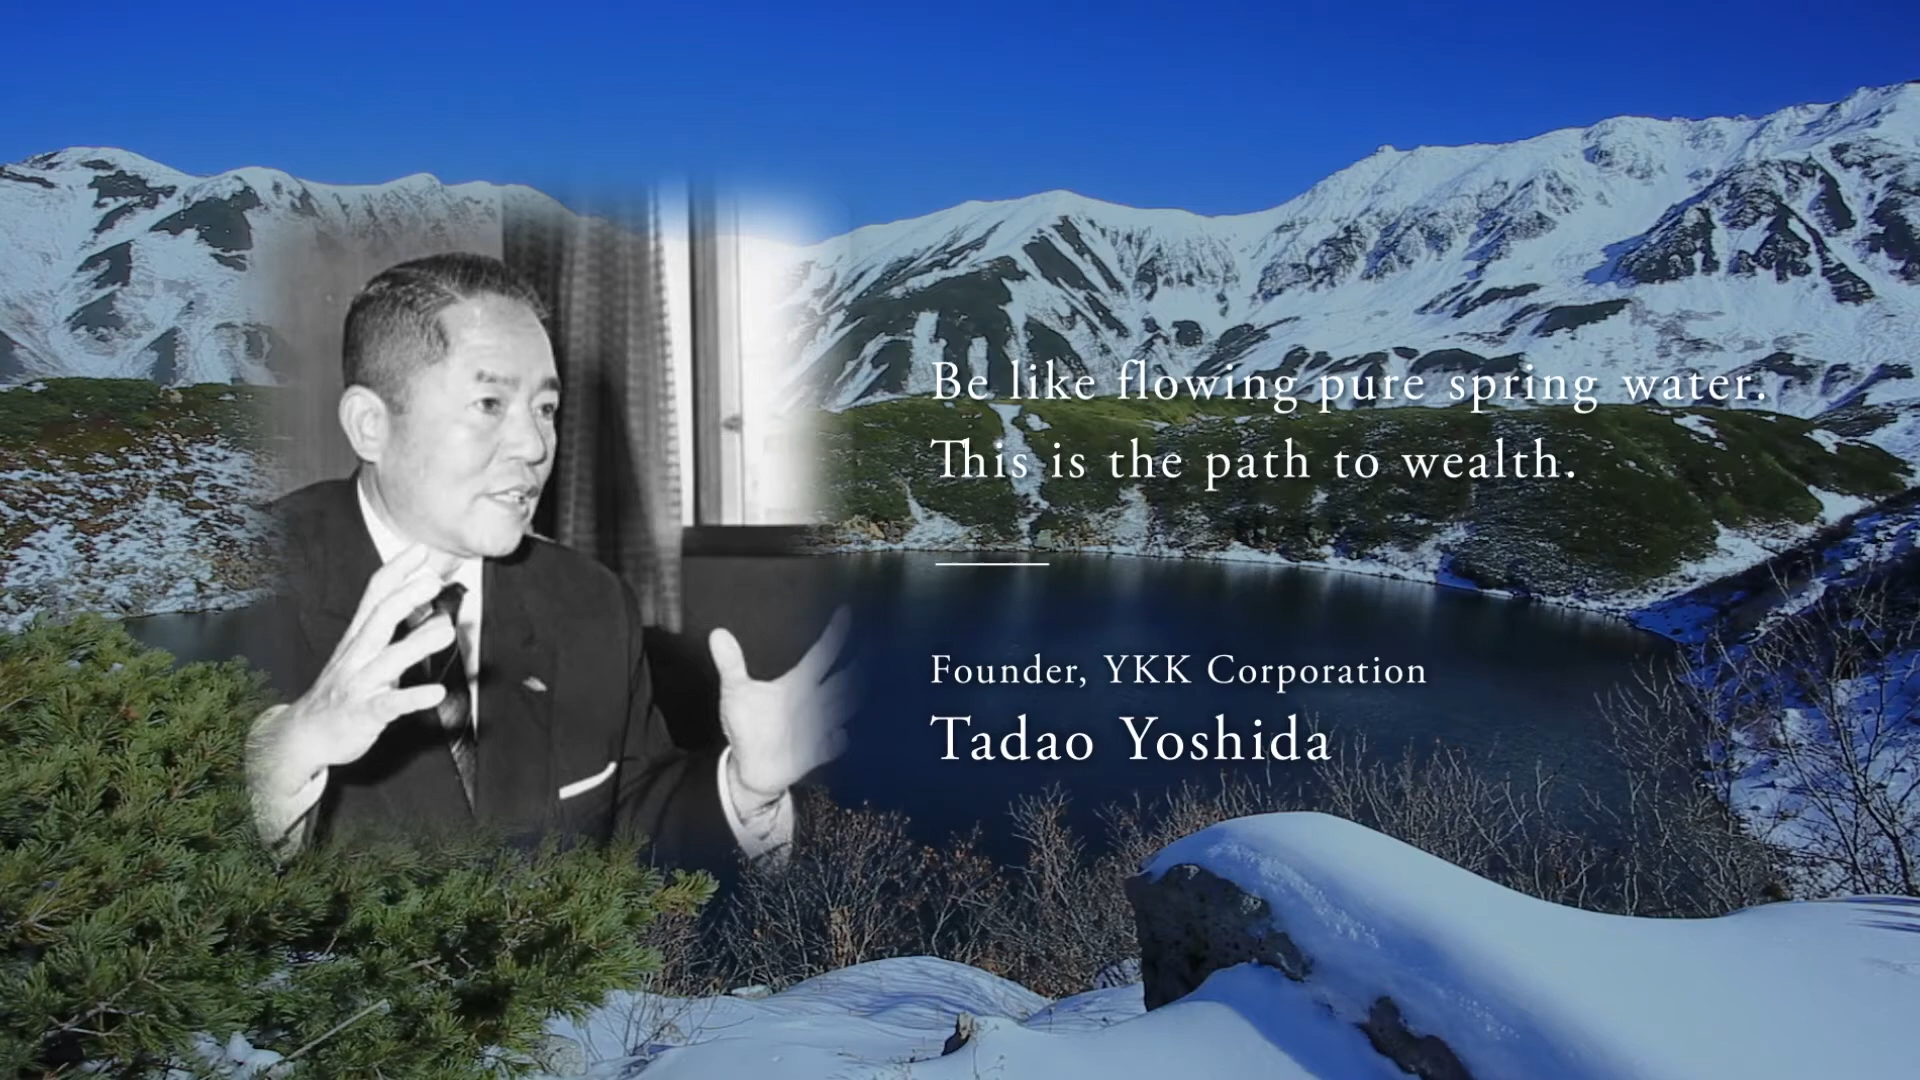 Be like flowing pure spring water.
This is the path to wealth.
Founder, YKK Corporation
Tadao Yoshida